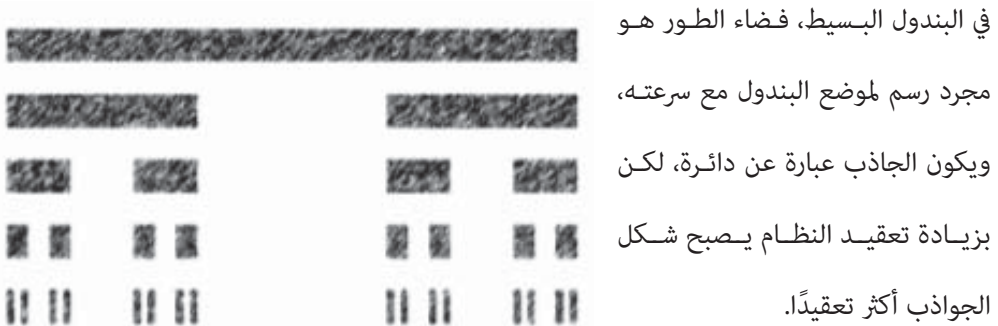 في البندول البسيط، فضاء الطور هو
مجرد رسم لموضع البندول مع سرعته،
ويكون الجاذب عبارة عن دائرة، لكن
بزيادة تعقيد النظام يصبح شكل
الجواذب أكثر تعقيدًا.